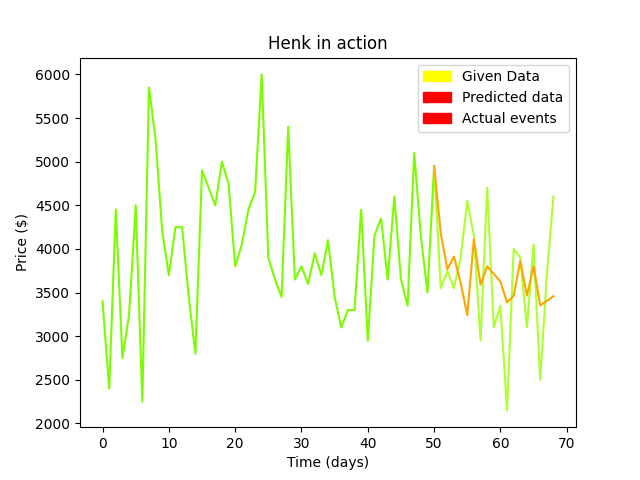 Henk in action
Given Data
Predicted data
Actual events
6000
5500
5000
4500
4000
3500
3000
2500
2000
Price ($)
0 10 20 30 40 50 60 70
Time (days)